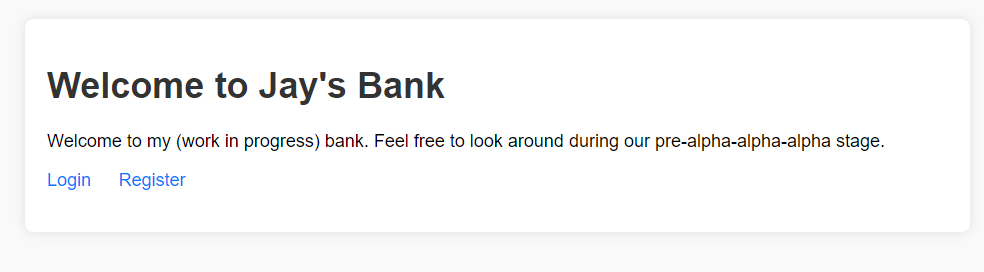 Welcome to Jay's Bank
Welcome to my (work in progress) bank. Feel free to look around during our pre-alpha-alpha-alpha stage.
Login Register